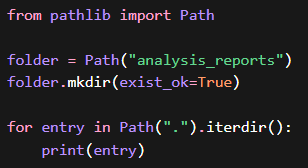 from pathlib import Path

folder = Path("analysis_reports")
folder.mkdir(exist_ok=True)

for entry in Path(".").iterdir():
    print(entry)